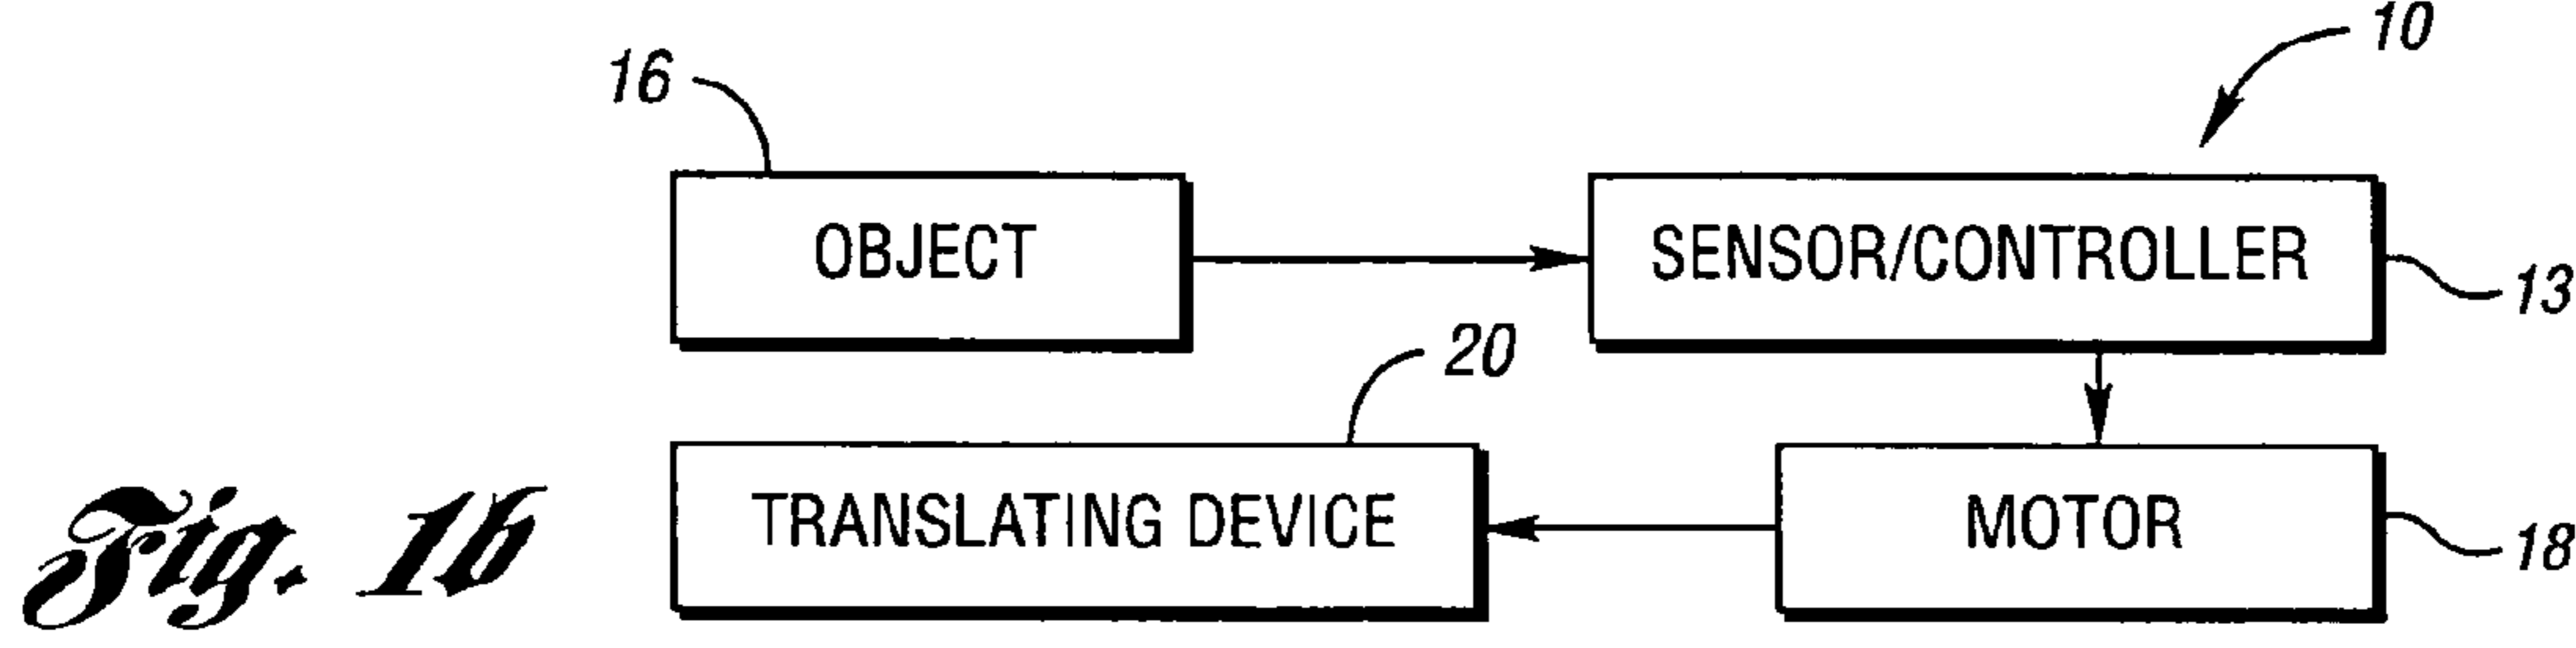 10
16
OBJECT
SENSOR/CONTROLLER
13
20
TRANSLATING DEVICE
MOTOR
18
Fig. 1b